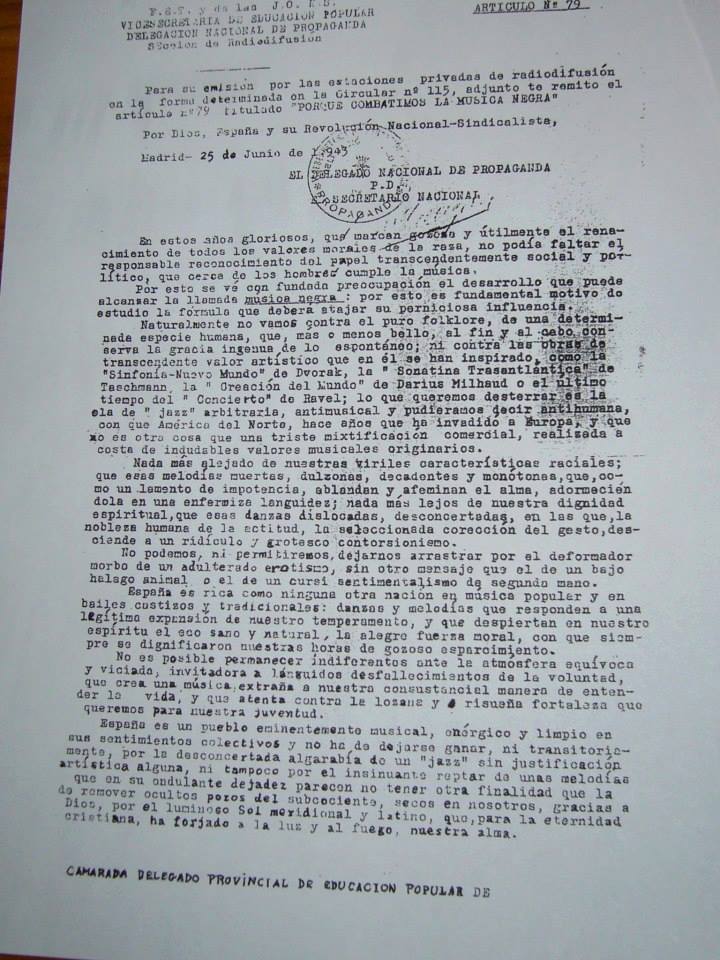 F.E.T. y de las J.O.N.S.
VICESECRETARIA DE EDUCACION POPULAR
DELEGACION NACIONAL DE PROPAGANDA
Sección de Radiodifusión
ARTICULO Nº 79
Para su emisión por las estaciones privadas de radiodifusión
en la forma determinada en la Circular nº 115, adjunto te remito el
artículo nº79 titulado "PORQUE COMBATIMOS LA MUSICA NEGRA"
Por Dios, España y su Revolución Nacional-Sindicalista,
Madrid- 25 de Junio de 1.943
EL DELEGADO NACIONAL DE PROPAGANDA
P.D.
SECRETARIO NACIONAL
PROPAGANDA
En estos años gloriosos, que marcan gozosa y útilmente el rena-
cimiento de todos los valores morales de la raza, no podía faltar el
responsable reconocimiento del papel transcendentemente social y po-
lítico, que cerca de los hombres cumple la música.
Por esto se vé con fundada preocupación el desarrollo que puede
alcanzar la llamada música negra : por esto es fundamental motivo de
estudio la fórmula que deberá atajar su perniciosa influencia.
Naturalmente no vamos contra el puro folklore, de una determi-
nada especie humana, que, mas o menos bello, al fin y al cabo con-
serva la gracia ingenua de lo espontáneo; ni contra las obras de
transcendente valor artístico que en él se han inspirado, como la
"Sinfonía-Nuevo Mundo" de Dvorak, la " Sonatina Trasantlántica" de
Taschmann, la " Creación del Mundo" de Darius Milhaud o el último
tiempo del " Concierto" de Ravel; lo que queremos desterrar es la
ola de " jazz" arbitraria, antimusical y pudieramos decir antihumana,
con que América del Norte, hace años que ha invadido a Europa, y que
no es otra cosa que una triste mixtificación comercial, realizada a
costa de indudables valores musicales originarios.
Nada más alejado de nuestras viriles características raciales;
que esas melodías muertas, dulzonas, decadentes y monótonas,que,co-
mo un lamento de impotencia, ablandan y afeminan el alma, adormecien
dola en una enfermiza languidez; nada más lejos de nuestra dignidad
espiritual,que esas danzas dislocadas, desconcertadas, en las que,la
nobleza humana de la actitud, la seleccionada corección del gesto,des-
ciende a un ridículo y grotesco contorsionismo.
No podemos, ni permitiremos,dejarnos arrastrar por el deformador
morbo de un adulterado erotismo, sin otro mensaje que el de un bajo
halago animal o el de un cursi sentimentalismo de segundo mano.
España es rica como ninguna otra nación en música popular y en
bailes castizos y tradicionales: danzas y melodías que responden a una
legítima expansión de nuestro temperamento, y que despiertan en nuestro
espíritu el eco sano y natural, la alegre fuerza moral, con que siem-
pre se dignificaron nuestras horas de gozoso esparcimiento.
No es posible permanecer indiferentes ante la atmósfera equívoca
y viciada, invitadora a lánguidos desfallecimientos de la voluntad,
que crea una música,extraña a nuestra consustancial manera de enten-
der la vida, y que atenta contra la lozana y risueña fortaleza que
queremos para nuestra juventud.
España es un pueblo eminentemente musical, enérgico y limpio en
sus sentimientos colectivos y no ha de dejarse ganar, ni transitoria-
mente, por la desconcertada algarabía de un "jazz" sin justificación
artística alguna, ni tampoco por el insinuante reptar de unas melodías
que en su ondulante dejadez parecen no tener otra finalidad que la
de remover ocultos pozos del subcociente, secos en nosotros, gracias a
Dios, por el luminoso Sol meridional y latino, que,para la eternidad
cristiana, ha forjado a la luz y al fuego, nuestra alma.
CAMARADA DELEGADO PROVINCIAL DE EDUCACION POPULAR DE